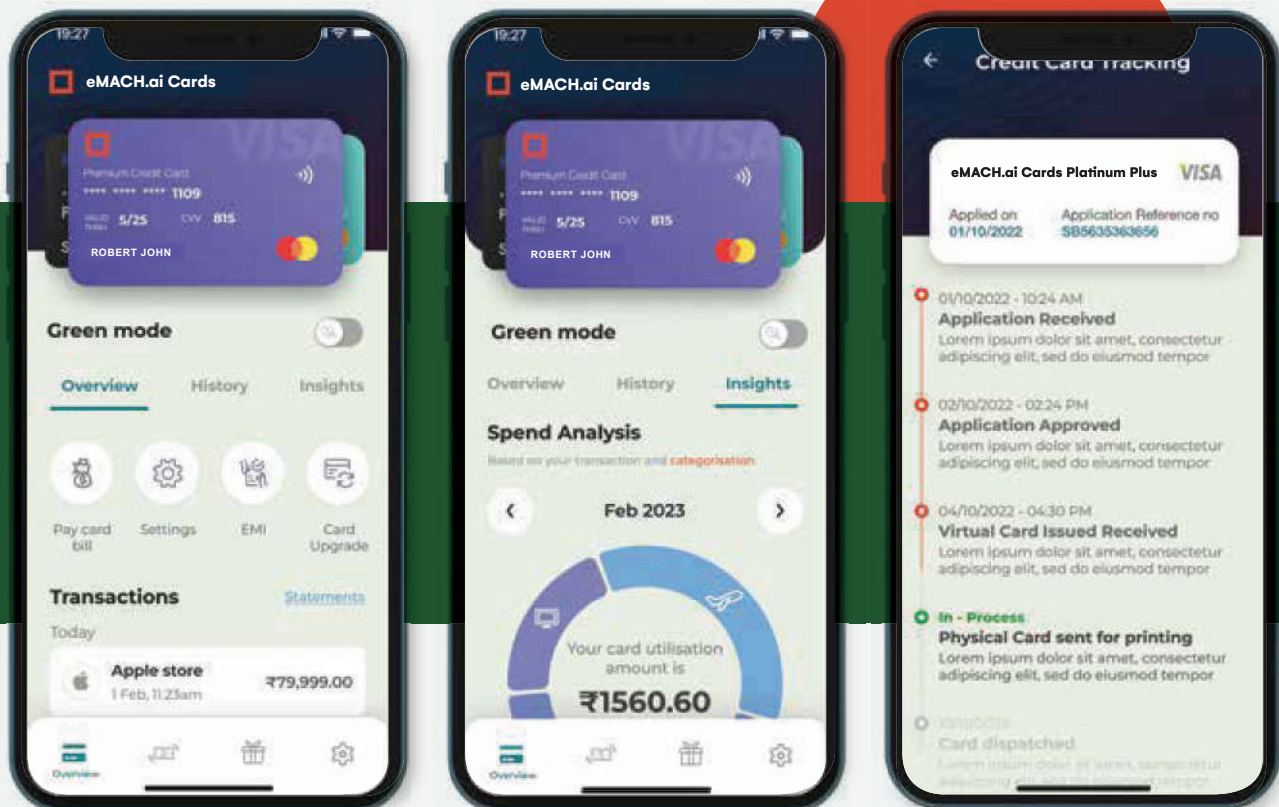 19:27
eMACH.ai Cards
VISA
Premium Credit Card
**** **** **** 1109
VALID THRU 5/25 CVV 815
ROBERT JOHN
Green mode
Overview History Insights
Pay card bill
Settings
EMI
Card Upgrade
Transactions Statements
Today
Apple store
1 Feb, 11:23am
₹79,999.00
Overview
19:27
eMACH.ai Cards
VISA
Premium Credit Card
**** **** **** 1109
VALID THRU 5/25 CVV 815
ROBERT JOHN
Green mode
Overview History Insights
Spend Analysis
Based on your transaction and categorisation
Feb 2023
Your card utilisation
amount is
₹1560.60
Overview
Credit Card Tracking
eMACH.ai Cards Platinum Plus VISA
Applied on Application Reference no
01/10/2022 SB5635363656
01/10/2022 - 10:24 AM
Application Received
Lorem ipsum dolor sit amet, consectetur
adipiscing elit, sed do eiusmod tempor
02/10/2022 - 02:24 PM
Application Approved
Lorem ipsum dolor sit amet, consectetur
adipiscing elit, sed do eiusmod tempor
04/10/2022 - 04:30 PM
Virtual Card Issued Received
Lorem ipsum dolor sit amet, consectetur
adipiscing elit, sed do eiusmod tempor
In - Process
Physical Card sent for printing
Lorem ipsum dolor sit amet, consectetur
adipiscing elit, sed do eiusmod tempor
Card dispatched